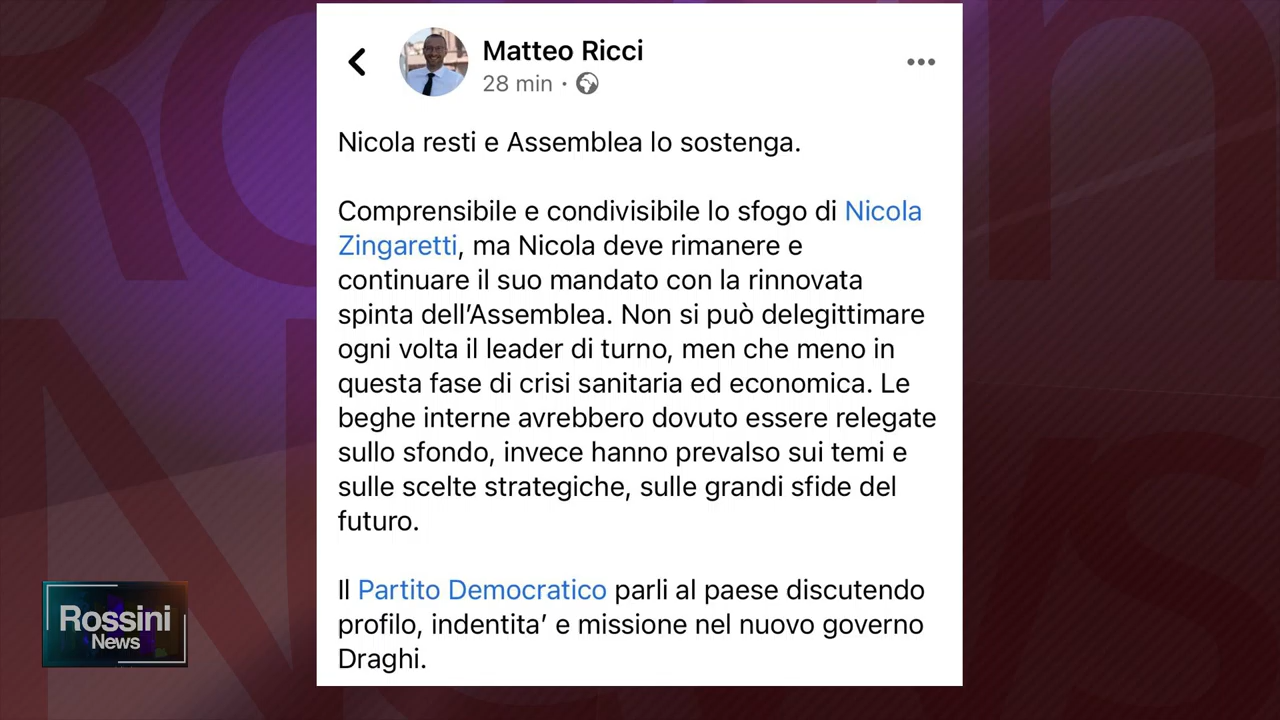 Matteo Ricci
28 min ·
Nicola resti e Assemblea lo sostenga.
Comprensibile e condivisibile lo sfogo di Nicola
Zingaretti, ma Nicola deve rimanere e
continuare il suo mandato con la rinnovata
spinta dell’Assemblea. Non si può delegittimare
ogni volta il leader di turno, men che meno in
questa fase di crisi sanitaria ed economica. Le
beghe interne avrebbero dovuto essere relegate
sullo sfondo, invece hanno prevalso sui temi e
sulle scelte strategiche, sulle grandi sfide del
futuro.
Il Partito Democratico parli al paese discutendo
profilo, indentita’ e missione nel nuovo governo
Draghi.
Rossini
News